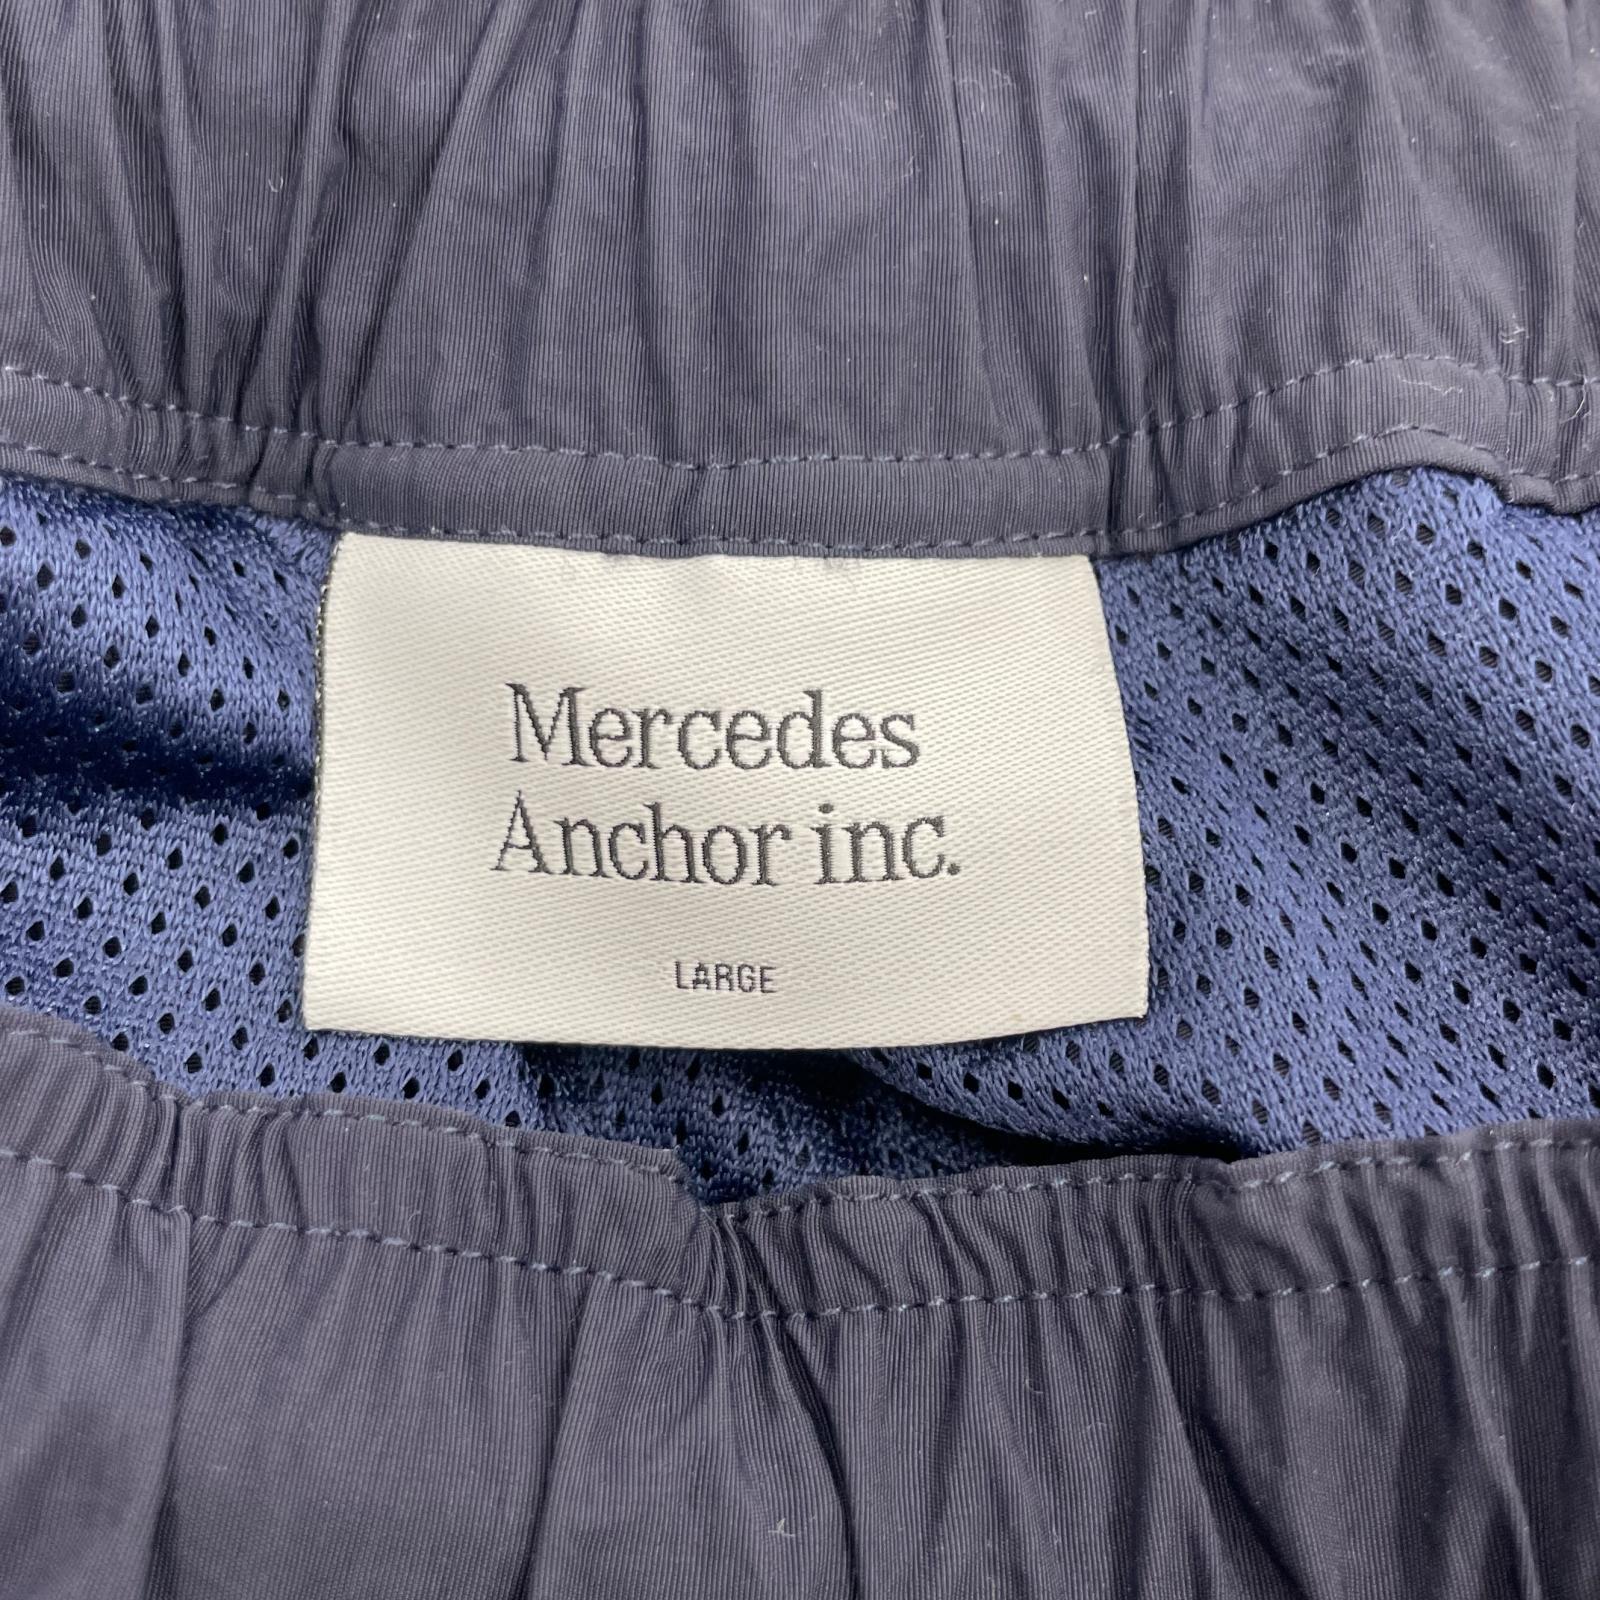 Mercedes
Anchor inc.
LARGE